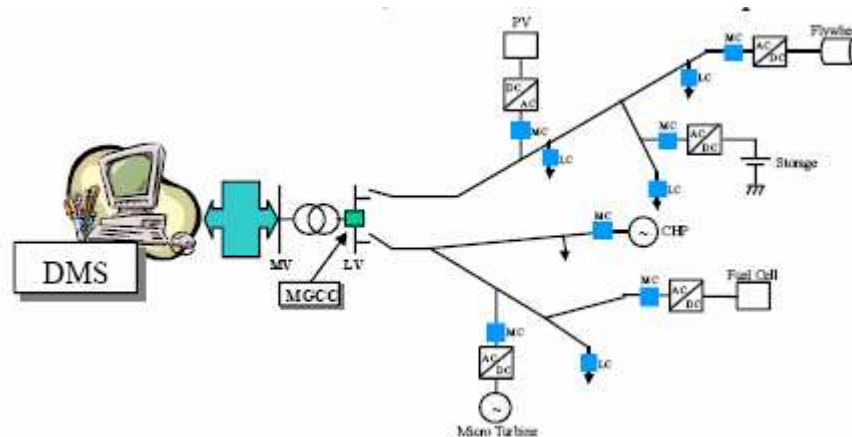 PV
DC
AC
MC
LC
MC
AC
DC
Flywhe
LC
MC
AC
DC
Storage
LC
DMS
MV
LV
MGCC
MC
~
CHP
MC
AC
DC
Fuel Cell
MC
AC
DC
LC
~
Micro Turbine